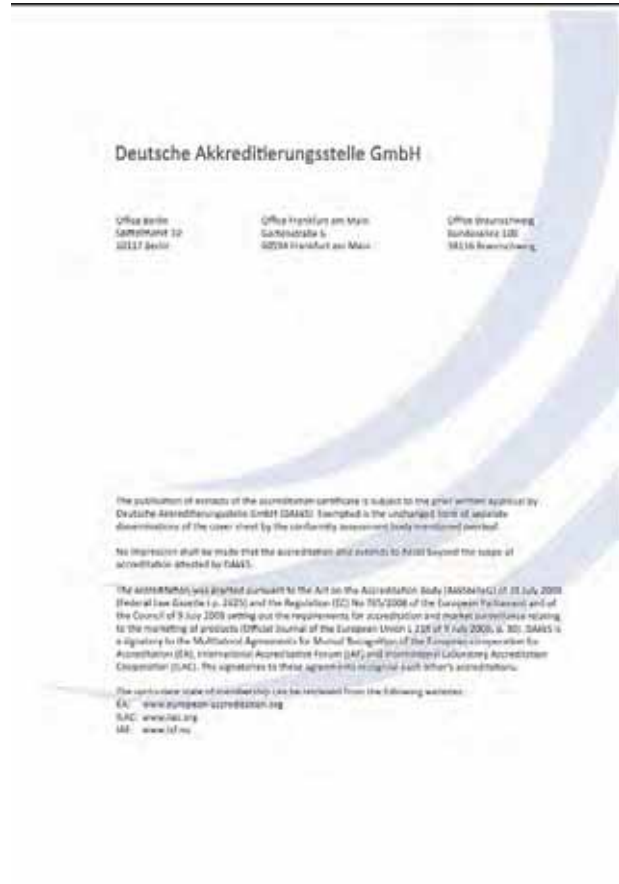 Deutsche Akkreditierungsstelle GmbH
Office Berlin
Spittelmarkt 10
10117 Berlin
Office Frankfurt am Main
Gartenstraße 6
60594 Frankfurt am Main
Office Braunschweig
Bundesallee 100
38116 Braunschweig
The publication of extracts of the accreditation certificate is subject to the prior written approval by
Deutsche Akkreditierungsstelle GmbH (DAkkS). Exempted is the unchanged form of separate
disseminations of the cover sheet by the conformity assessment body mentioned overleaf.
No impression shall be made that the accreditation also extends to fields beyond the scope of
accreditation attested by DAkkS.
The accreditation was granted pursuant to the Act on the Accreditation Body (AkkStelleG) of 31 July 2009
(Federal Law Gazette I p. 2625) and the Regulation (EC) No 765/2008 of the European Parliament and of
the Council of 9 July 2008 setting out the requirements for accreditation and market surveillance relating
to the marketing of products (Official Journal of the European Union L 218 of 9 July 2008, p. 30). DAkkS is
a signatory to the Multilateral Agreements for Mutual Recognition of the European co-operation for
Accreditation (EA), International Accreditation Forum (IAF) and International Laboratory Accreditation
Cooperation (ILAC). The signatories to these agreements recognise each other's accreditations.
The up-to-date state of membership can be retrieved from the following websites:
EA: www.european-accreditation.org
ILAC: www.ilac.org
IAF: www.iaf.nu